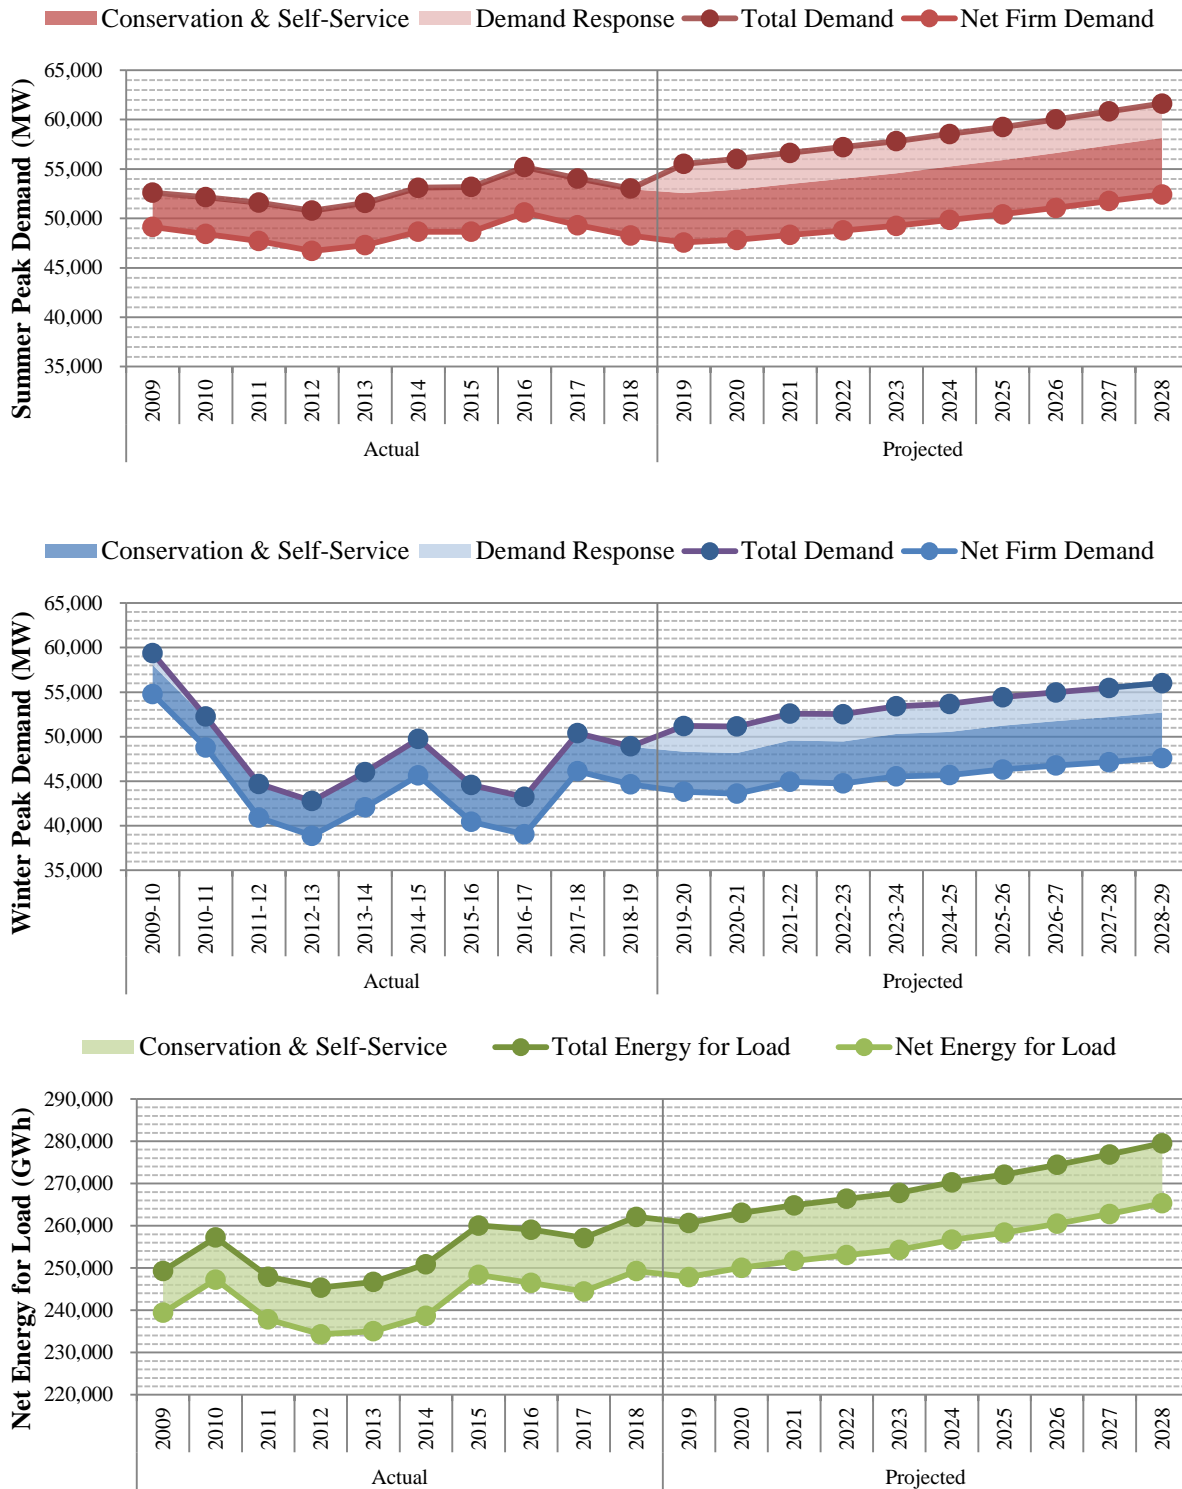 Conservation & Self-Service Demand Response Total Demand Net Firm Demand
Summer Peak Demand (MW)
65,000
60,000
55,000
50,000
45,000
40,000
35,000
2009 2010 2011 2012 2013 2014 2015 2016 2017 2018 2019 2020 2021 2022 2023 2024 2025 2026 2027 2028
Actual Projected
Conservation & Self-Service Demand Response Total Demand Net Firm Demand
Winter Peak Demand (MW)
65,000
60,000
55,000
50,000
45,000
40,000
35,000
2009-10 2010-11 2011-12 2012-13 2013-14 2014-15 2015-16 2016-17 2017-18 2018-19 2019-20 2020-21 2021-22 2022-23 2023-24 2024-25 2025-26 2026-27 2027-28 2028-29
Actual Projected
Conservation & Self-Service Total Energy for Load Net Energy for Load
Net Energy for Load (GWh)
290,000
280,000
270,000
260,000
250,000
240,000
230,000
220,000
2009 2010 2011 2012 2013 2014 2015 2016 2017 2018 2019 2020 2021 2022 2023 2024 2025 2026 2027 2028
Actual Projected